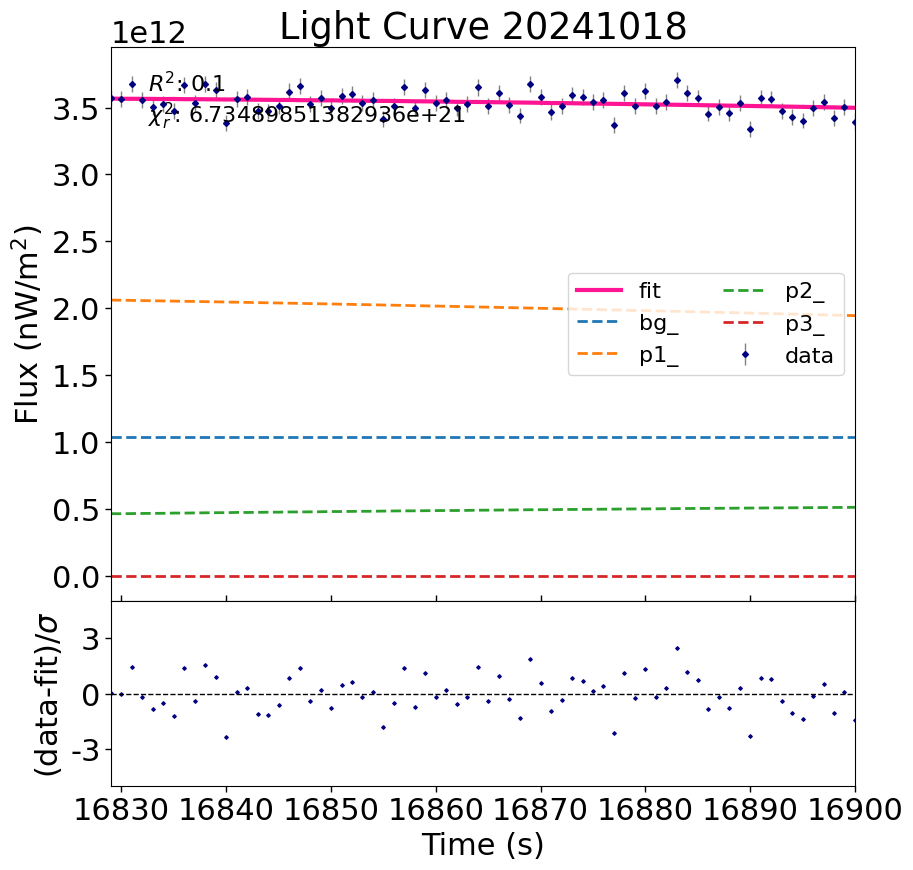 Light Curve 20241018
1e12
R²: 0.1
χ²ᵣ: 6.73489851382936e+21
3.5
3.0
2.5
2.0
1.5
1.0
0.5
0.0
Flux (nW/m²)
fit
bg_
p1_
p2_
p3_
data
3
0
-3
(data-fit)/σ
16830 16840 16850 16860 16870 16880 16890 16900
Time (s)